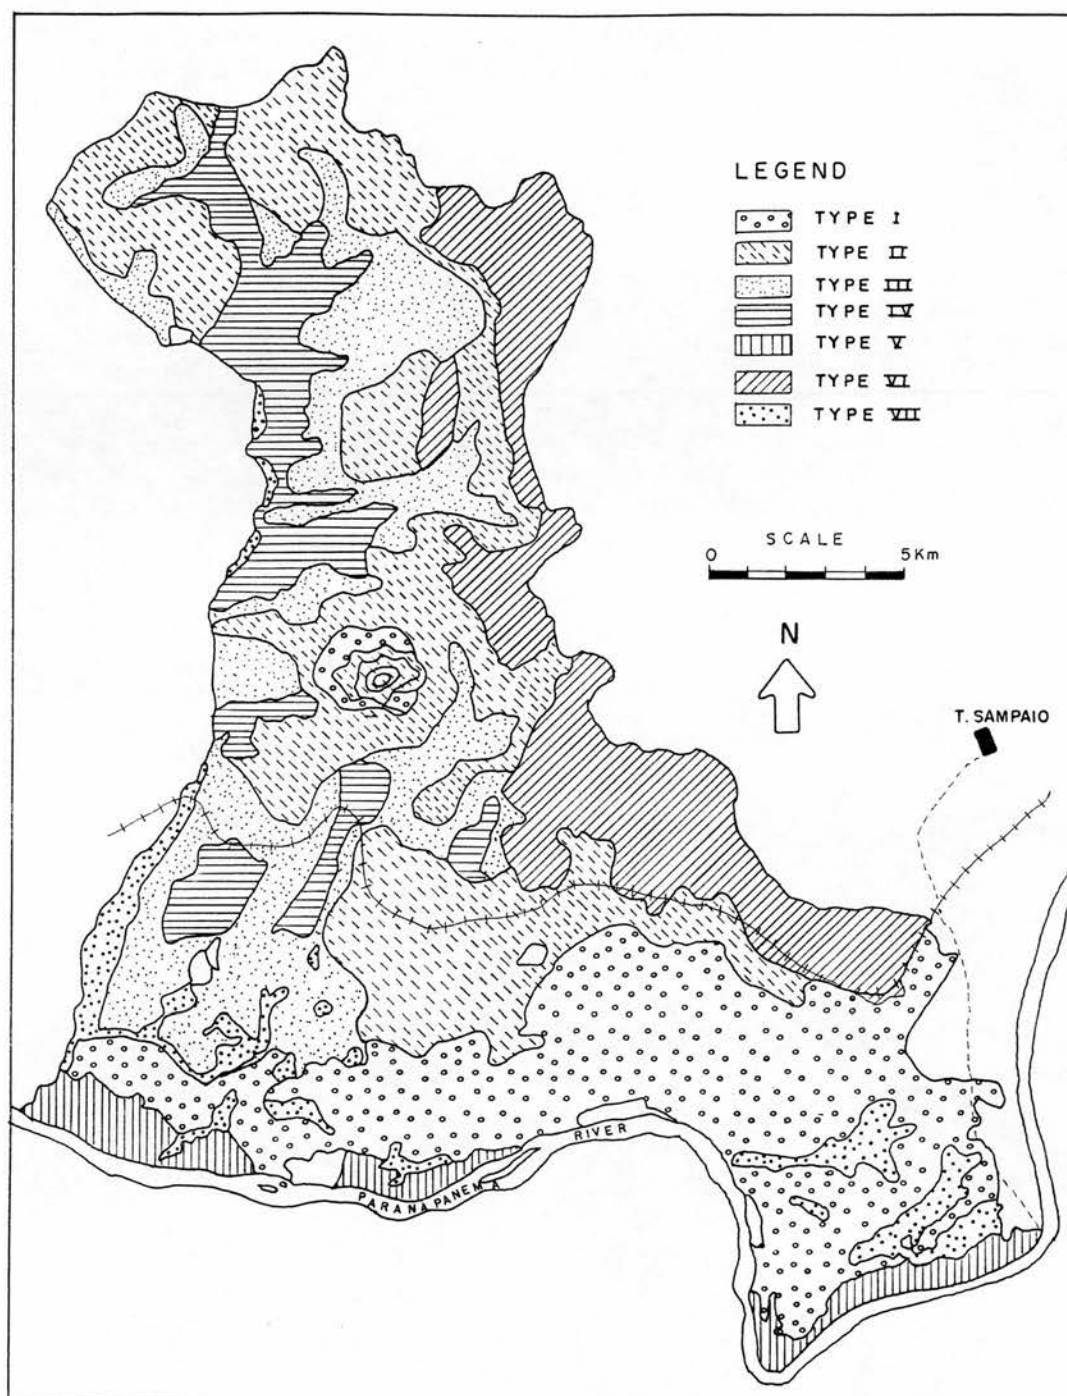 LEGEND
TYPE I
TYPE II
TYPE III
TYPE IV
TYPE V
TYPE VI
TYPE VII
SCALE
0 5Km
N
T. SAMPAIO
RIVER
PARANAPANEMA